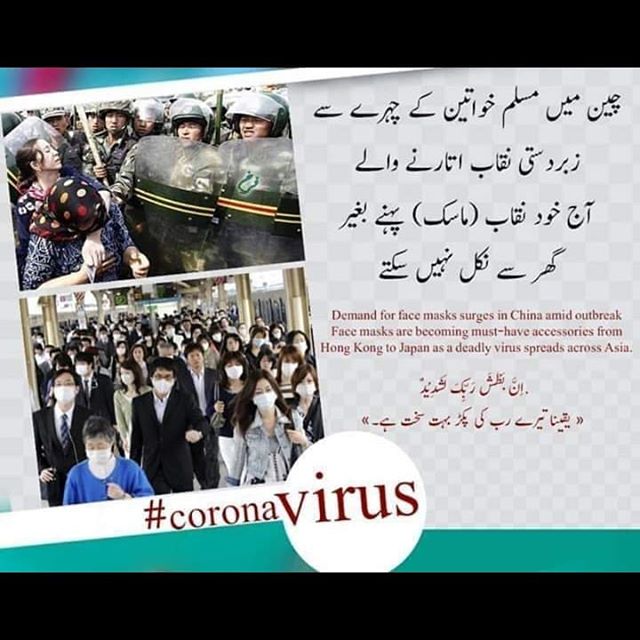 چین میں مسلم خواتین کے چہرے سے
زبردستی نقاب اتارنے والے
آج خود نقاب (ماسک) پہنے بغیر
گھر سے نکل نہیں سکتے
Demand for face masks surges in China amid outbreak
Face masks are becoming must-have accessories from
Hong Kong to Japan as a deadly virus spreads across Asia.
.اِنَّ بَطْشَ رَبِّكَ لَشَدِيْدٌ
« یقینا تیرے رب کی پکڑ بہت سخت ہے۔ »
#coronavirus